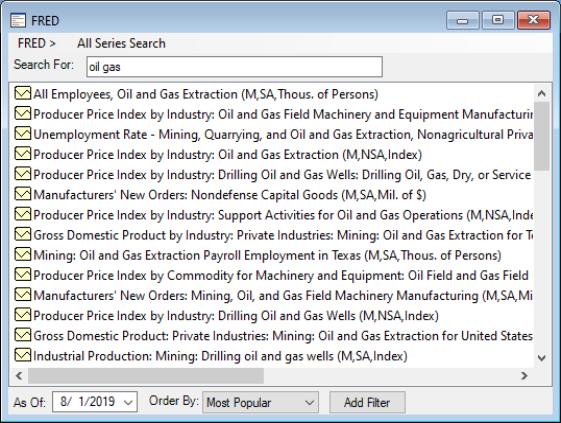 FRED
FRED > All Series Search
Search For: oil gas
All Employees, Oil and Gas Extraction (M,SA,Thous. of Persons)
Producer Price Index by Industry: Oil and Gas Field Machinery and Equipment Manufacturin
Unemployment Rate - Mining, Quarrying, and Oil and Gas Extraction, Nonagricultural Priva
Producer Price Index by Industry: Oil and Gas Extraction (M,NSA,Index)
Producer Price Index by Industry: Drilling Oil and Gas Wells: Drilling Oil, Gas, Dry, or Service
Manufacturers' New Orders: Nondefense Capital Goods (M,SA,Mil. of $)
Producer Price Index by Industry: Support Activities for Oil and Gas Operations (M,NSA,Inde
Gross Domestic Product by Industry: Private Industries: Mining: Oil and Gas Extraction for Te
Mining: Oil and Gas Extraction Payroll Employment in Texas (M,SA,Thous. of Persons)
Producer Price Index by Commodity for Machinery and Equipment: Oil Field and Gas Field
Manufacturers' New Orders: Mining, Oil, and Gas Field Machinery Manufacturing (M,SA,Mi
Producer Price Index by Industry: Drilling Oil and Gas Wells (M,NSA,Index)
Gross Domestic Product: Private Industries: Mining: Oil and Gas Extraction for United States
Industrial Production: Mining: Drilling oil and gas wells (M,SA,Index)
As Of: 8/ 1/2019 Order By: Most Popular Add Filter